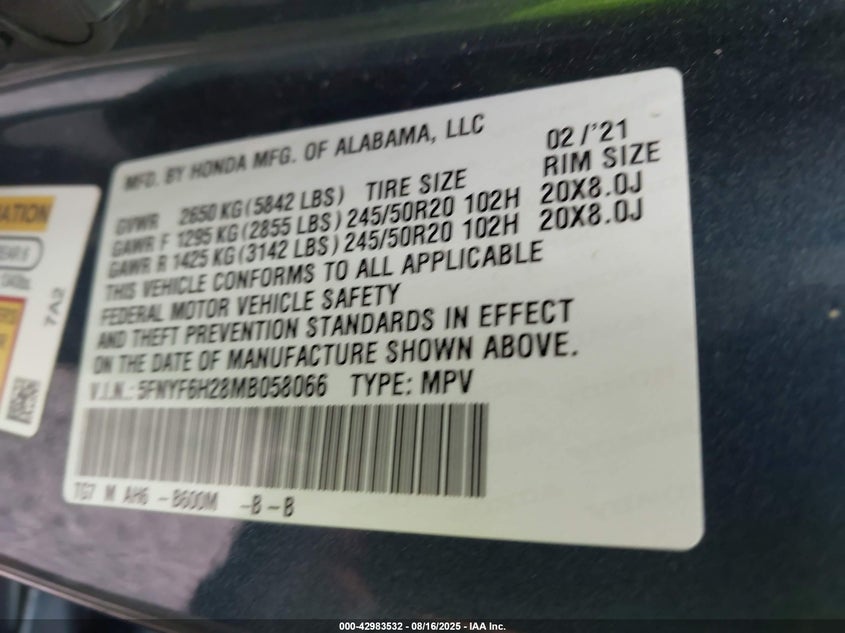 MFD. BY HONDA MFG. OF ALABAMA, LLC 02/'21
GVWR 2650 KG (5842 LBS) TIRE SIZE RIM SIZE
GAWR F 1295 KG (2855 LBS) 245/50R20 102H 20X8.0J
GAWR R 1425 KG (3142 LBS) 245/50R20 102H 20X8.0J
THIS VEHICLE CONFORMS TO ALL APPLICABLE
FEDERAL MOTOR VEHICLE SAFETY
AND THEFT PREVENTION STANDARDS IN EFFECT
ON THE DATE OF MANUFACTURE SHOWN ABOVE.
V.I.N.: 5FNYF6H28MB058066 TYPE: MPV
TG7 M AH6 -B600M -B-B
7A2
000-42983532 - 08/16/2025 - IAA Inc.